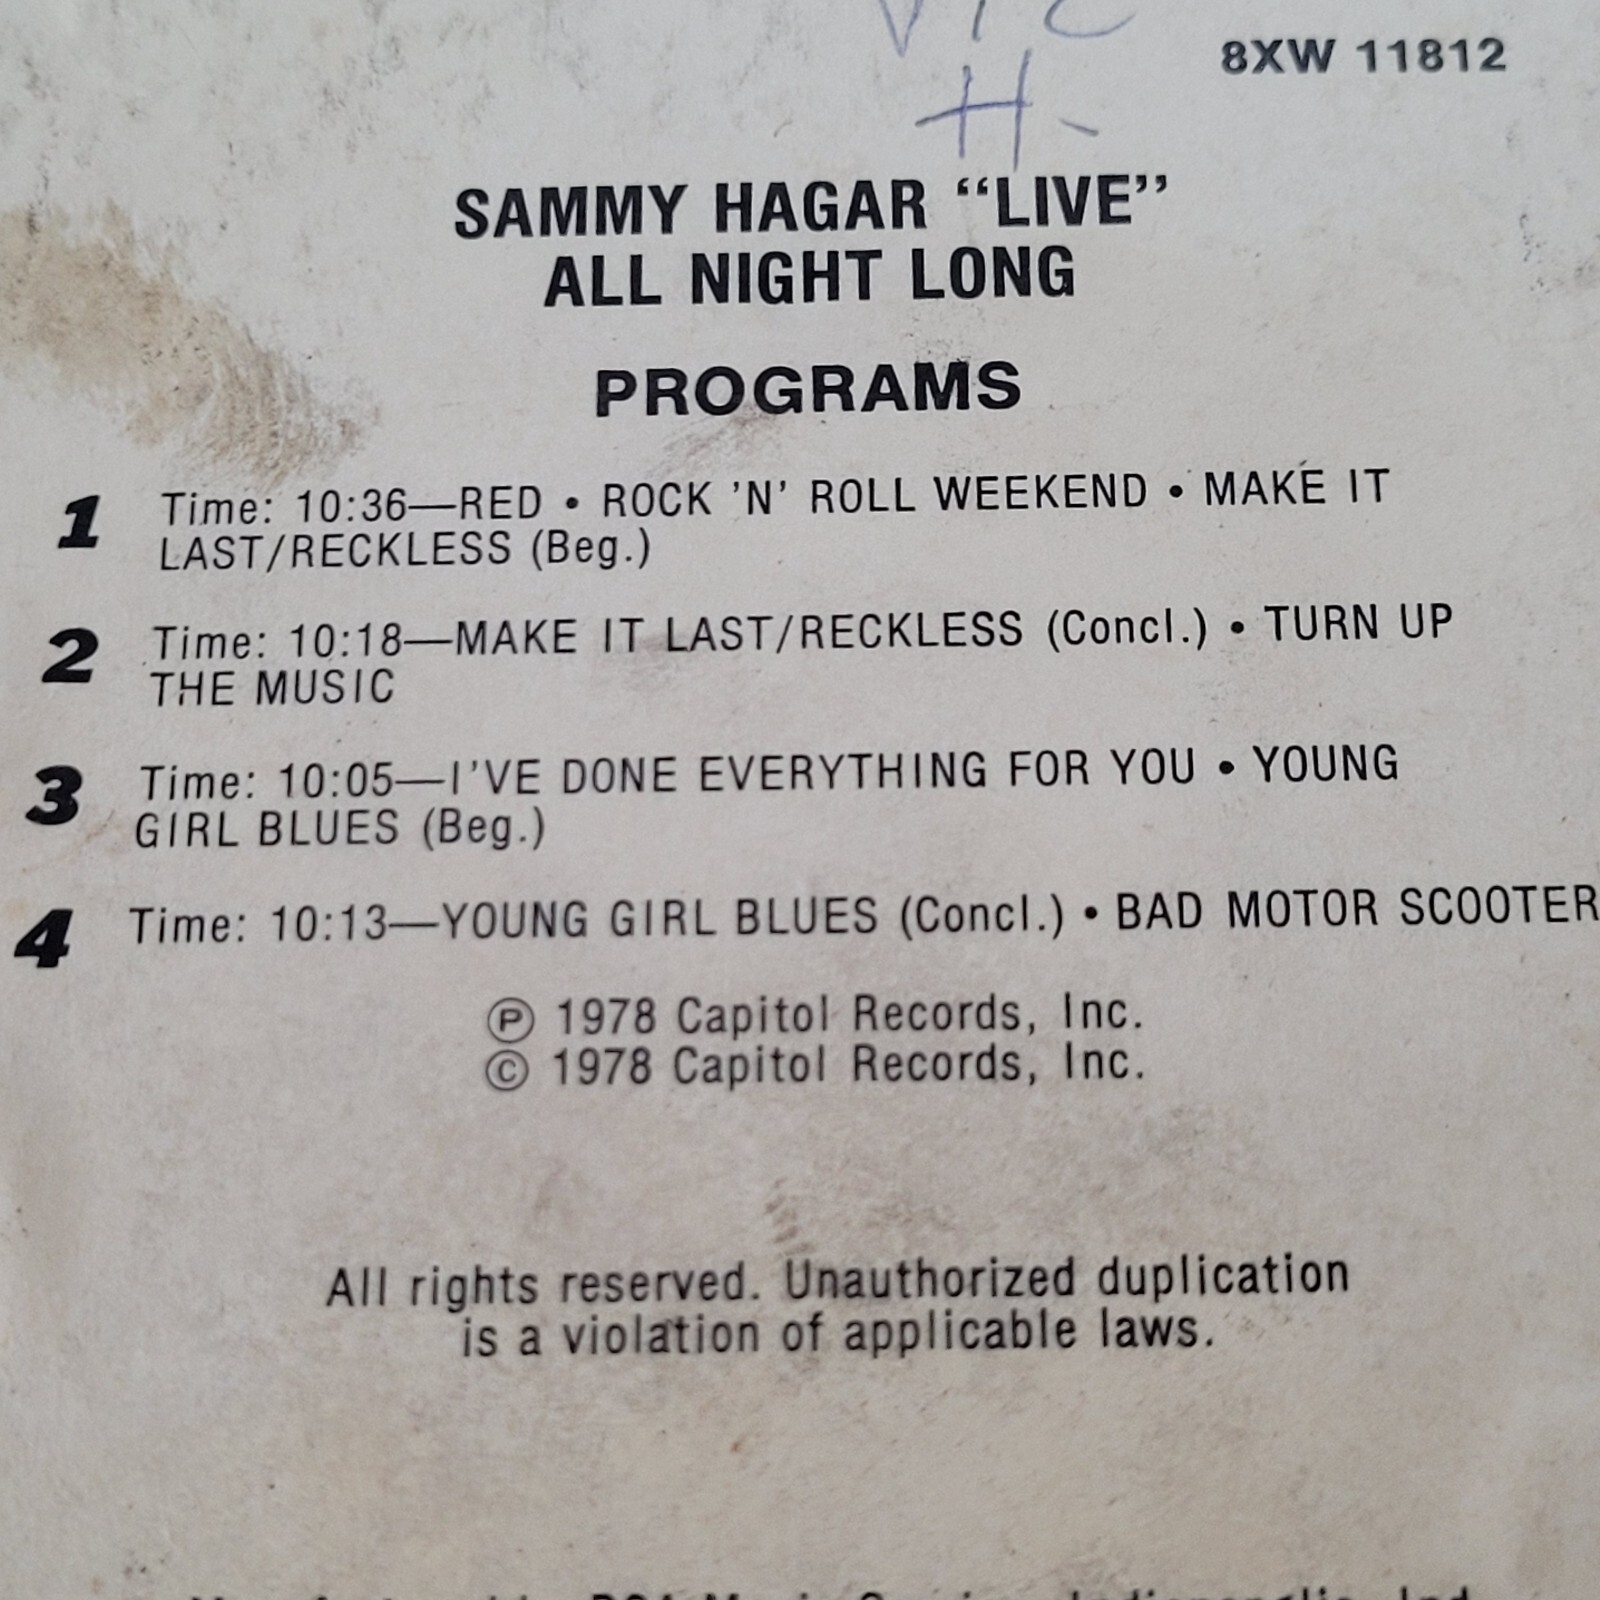 8XW 11812
H-
SAMMY HAGAR “LIVE”
ALL NIGHT LONG
PROGRAMS
1 Time: 10:36—RED • ROCK ’N’ ROLL WEEKEND • MAKE IT
LAST/RECKLESS (Beg.)
2 Time: 10:18—MAKE IT LAST/RECKLESS (Concl.) • TURN UP
THE MUSIC
3 Time: 10:05—I’VE DONE EVERYTHING FOR YOU • YOUNG
GIRL BLUES (Beg.)
4 Time: 10:13—YOUNG GIRL BLUES (Concl.) • BAD MOTOR SCOOTER
Ⓟ 1978 Capitol Records, Inc.
© 1978 Capitol Records, Inc.
All rights reserved. Unauthorized duplication
is a violation of applicable laws.